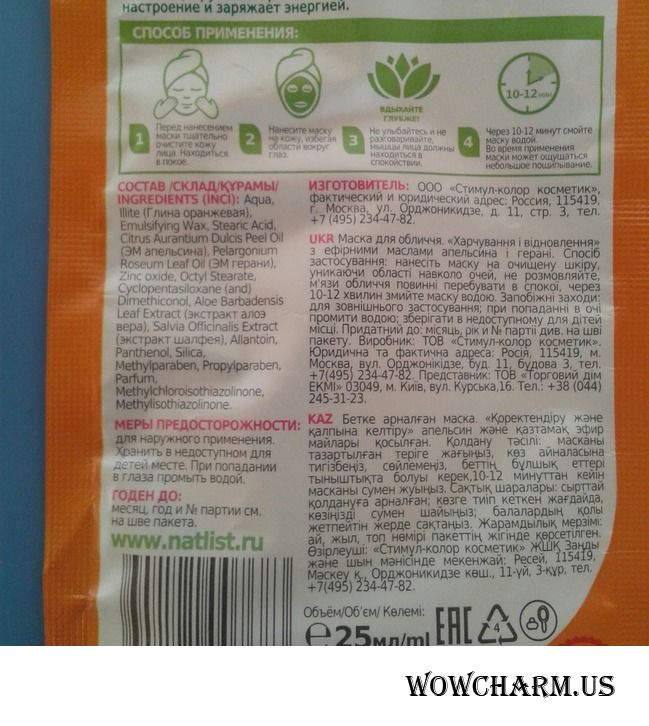 настроение и заряжает энергией.
СПОСОБ ПРИМЕНЕНИЯ:
ВДЫХАЙТЕ
ГЛУБЖЕ!
10-12 мин
1
Перед нанесением
маски тщательно
очистите кожу
лица. Находиться
в покое.
2
Нанесите маску
на кожу, избегая
области вокруг
глаз.
3
Не улыбайтесь и не
разговаривайте,
мышцы лица должны
находиться в
спокойствии.
4
Через 10-12 минут смойте
маску водой.
Во время применения
маски может ощущаться
небольшое пощипывание.
СОСТАВ /СКЛАД/ҚҰРАМЫ/
INGREDIENTS (INCI): Aqua,
Illite (Глина оранжевая),
Emulsifying Wax, Stearic Acid,
Citrus Aurantium Dulcis Peel Oil
(ЭМ апельсина), Pelargonium
Roseum Leaf Oil (ЭМ герани),
Zinc oxide, Octyl Stearate,
Cyclopentasiloxane (and)
Dimethiconol, Aloe Barbadensis
Leaf Extract (экстракт алоэ
вера), Salvia Officinalis Extract
(экстракт шалфея), Allantoin,
Panthenol, Silica,
Methylparaben, Propylparaben,
Parfum,
Methylchloroisothiazolinone,
Methylisothiazolinone.
МЕРЫ ПРЕДОСТОРОЖНОСТИ:
для наружного применения.
Хранить в недоступном для
детей месте. При попадании
в глаза промыть водой.
ГОДЕН ДО:
месяц, год и № партии см.
на шве пакета.
www.natlist.ru
ИЗГОТОВИТЕЛЬ: ООО «Стимул-колор косметик»,
фактический и юридический адрес: Россия, 115419,
г. Москва, ул. Орджоникидзе, д. 11, стр. 3, тел.
+7 (495) 234-47-82.
UKR Маска для обличчя. «Харчування і відновлення»
з ефірними маслами апельсина і герані. Спосіб
застосування: нанесіть маску на очищену шкіру,
уникаючи області навколо очей, не розмовляйте,
м'язи обличчя повинні перебувати в спокої, через
10-12 хвилин змийте маску водою. Запобіжні заходи:
для зовнішнього застосування; при попаданні в очі
промити водою; зберігати в недоступному для дітей
місці. Придатний до: місяць, рік и № партії див. на шві
пакету. Виробник: ТОВ «Стимул-колор косметик».
Юридична та фактична адреса: Росія, 115419, м.
Москва, вул. Орджонікідзе, буд. 11, будова 3, тел.
+7(495) 234-47-82. Представник: ТОВ «Торговий дім
ЕКМІ» 03049, м. Київ, вул. Курська,16. Тел.: +38 (044)
245-31-23.
KAZ Бетке арналған маска. «Қоректендіру және
қалпына келтіру» апельсин және қазтамақ эфир
майлары қосылған. Қолдану тәсілі: масканы
тазартылған теріге жағыңыз, көз айналасына
тигізбеңіз, сөйлемеңіз, беттің бұлшық еттері
тыныштықта болуы керек,10-12 минуттан кейін
масканы сумен жуыңыз. Сақтық шаралары: сырттай
қолдануға арналған; көзге тиіп кеткен жағдайда,
көзіңізді сумен шайыңыз; балалардың қолы
жетпейтін жерде сақтаңыз. Жарамдылық мерзімі:
ай, жыл, топ нөмірі пакеттің жігінде көрсетілген.
Өзірлеуші: «Стимул-колор косметик» ЖШҚ Заңды
және шын мәнісінде мекенжай: Ресей, 115419,
Мәскеу қ., Орджоникидзе көш., 11-үй, 3-құр, тел.
+7(495) 234-47-82.
Объём/Об'єм/ Көлемі:
℮25мл/ml EAC 4
WOWCHARM.US